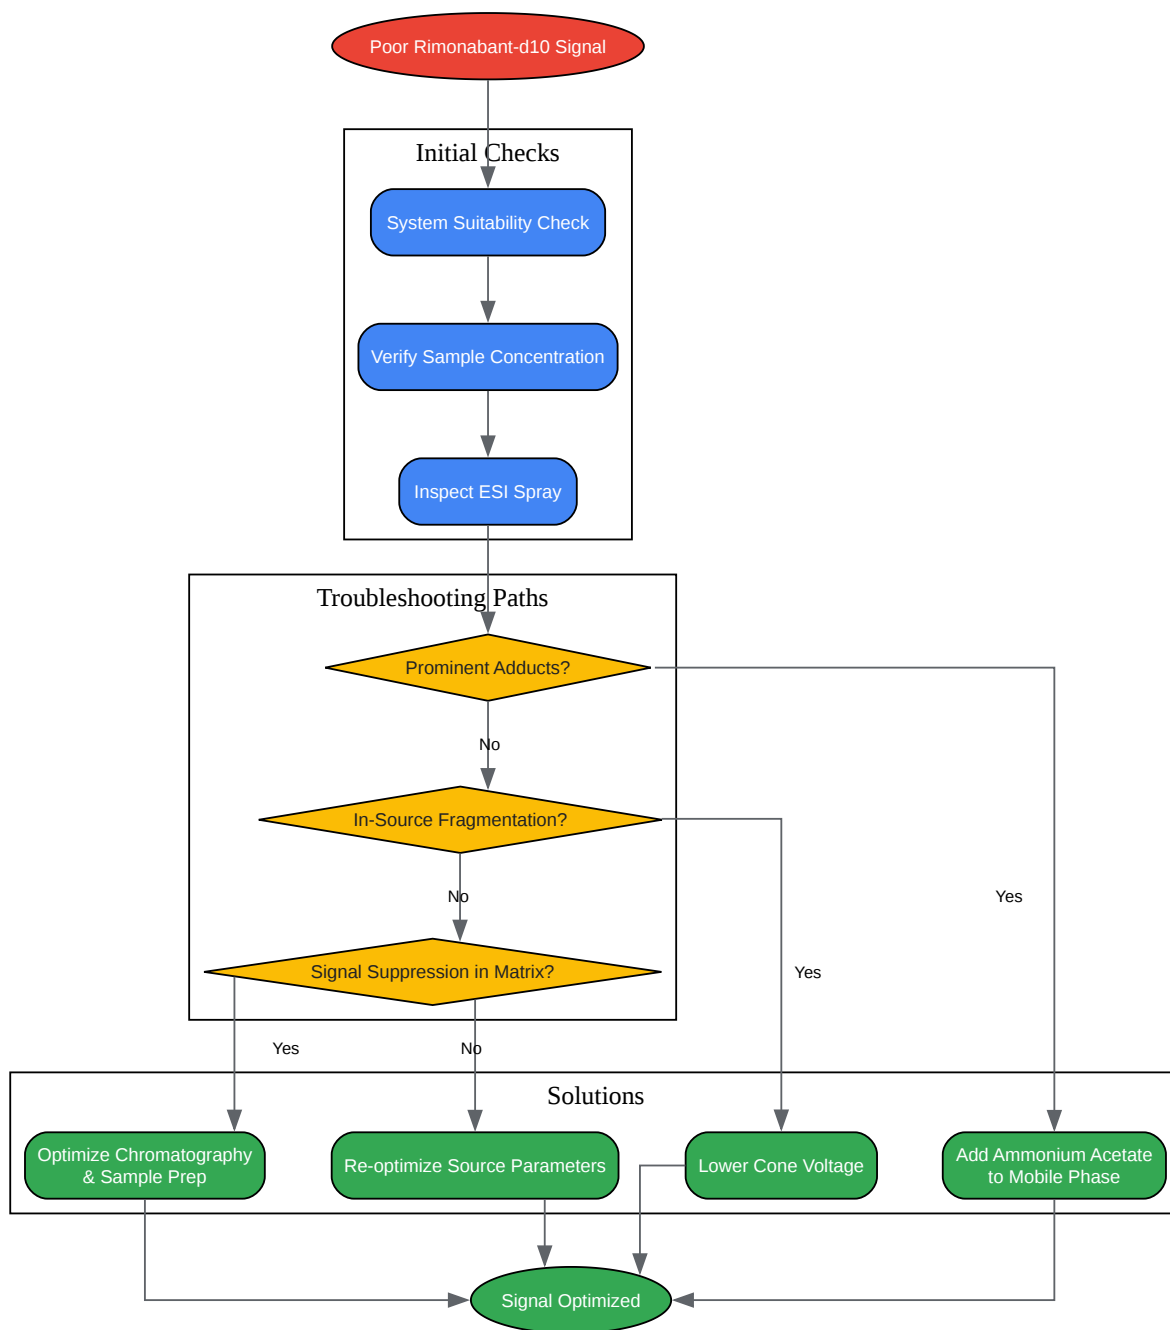 Poor Rimonabant-d10 Signal
Initial Checks
System Suitability Check
Verify Sample Concentration
Inspect ESI Spray
Troubleshooting Paths
Prominent Adducts?
No
In-Source Fragmentation?
No
Yes
Signal Suppression in Matrix?
Yes
Yes
No
Solutions
Optimize Chromatography
& Sample Prep
Re-optimize Source Parameters
Lower Cone Voltage
Add Ammonium Acetate
to Mobile Phase
Signal Optimized